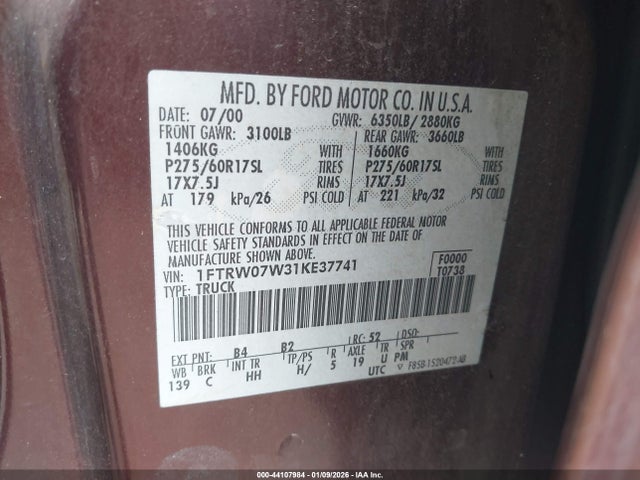 MFD. BY FORD MOTOR CO. IN U.S.A.
DATE: 07/00 GVWR: 6350LB/ 2880KG
FRONT GAWR: 3100LB REAR GAWR: 3660LB
1406KG WITH 1660KG WITH
P275/60R17SL TIRES P275/60R17SL TIRES
17X7.5J RIMS 17X7.5J RIMS
AT 179 kPa/26 PSI COLD AT 221 kPa/32 PSI COLD
THIS VEHICLE CONFORMS TO ALL APPLICABLE FEDERAL MOTOR
VEHICLE SAFETY STANDARDS IN EFFECT ON THE DATE OF
MANUFACTURE SHOWN ABOVE.
VIN: 1FTRW07W31KE37741 F0000
TYPE: TRUCK T0738
EXT PNT: B4 B2 RC: 52 DSO:
WB BRK INT TR TP/PS R AXLE TR SPR
139 C HH H/ 5 19 U PM
UTC F85B-1520472-AB
000-44107984 - 01/09/2026 - IAA Inc.